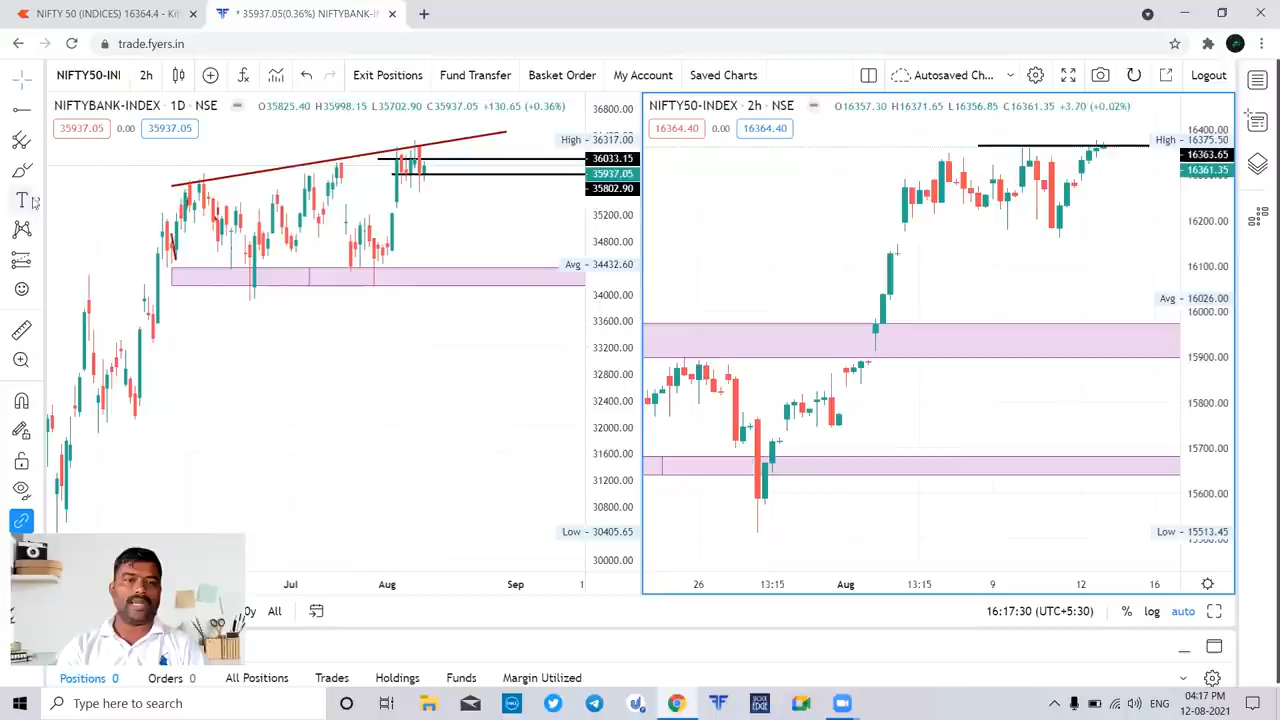 NIFTY 50 (INDICES) 16364.4 - Ki
* 35937.05(0.36%) NIFTYBANK-I
trade.fyers.in
NIFTY50-INI 2h Exit Positions Fund Transfer Basket Order My Account Saved Charts Autosaved Ch... Logout
NIFTYBANK-INDEX · 1D · NSE O35825.40 H35998.15 L35702.90 C35937.05 +130.65 (+0.36%)
35937.05 0.00 35937.05
36800.00
High - 36317.00
36033.15
35937.05
35802.90
35200.00
34800.00
Avg - 34432.60
34000.00
33600.00
33200.00
32800.00
32400.00
32000.00
31600.00
31200.00
30800.00
Low - 30405.65
30000.00
Jul Aug Sep 1
NIFTY50-INDEX · 2h · NSE O16357.30 H16371.65 L16356.85 C16361.35 +3.70 (+0.02%)
16364.40 0.00 16364.40
16400.00
High - 16375.50
16363.65
16361.35
16200.00
16100.00
Avg - 16026.00
16000.00
15900.00
15800.00
15700.00
15600.00
Low - 15513.45
26 13:15 Aug 13:15 9 12 16
All
16:17:30 (UTC+5:30) % log auto
Positions 0 Orders 0 All Positions Trades Holdings Funds Margin Utilized
Type here to search
DELL
STOCK EDGE
ENG
04:17 PM
12-08-2021